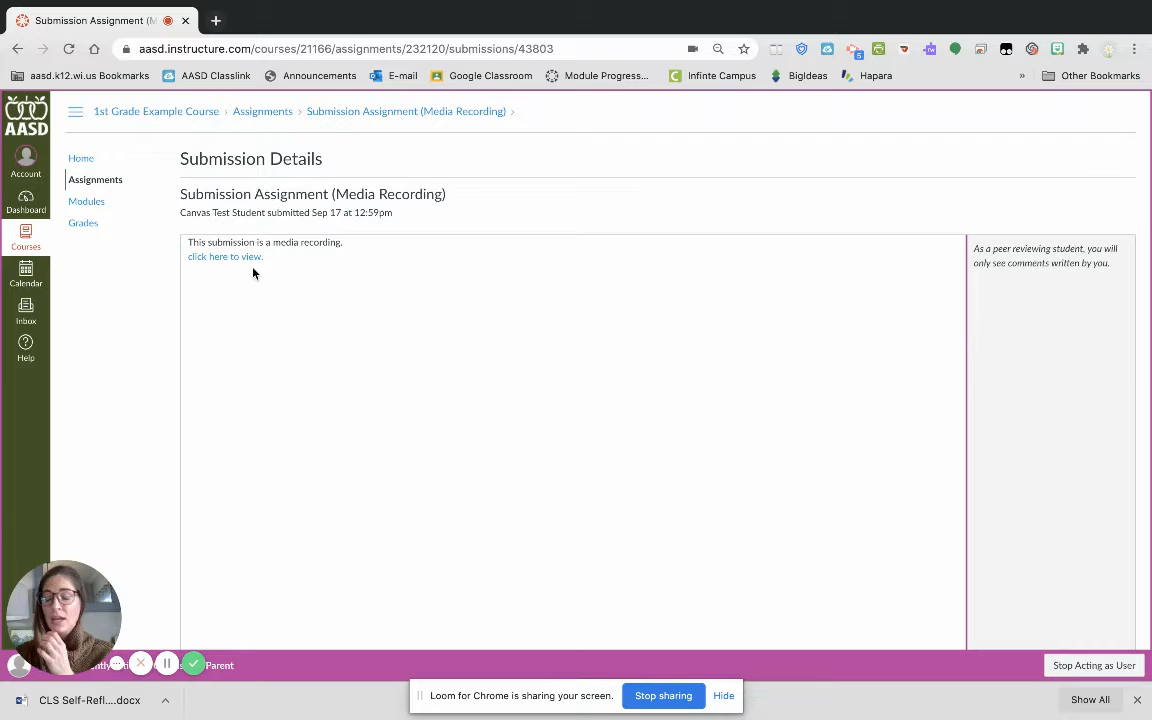 Submission Assignment (M
aasd.instructure.com/courses/21166/assignments/232120/submissions/43803
5
aasd.k12.wi.us Bookmarks
AASD Classlink
Announcements
E-mail
Google Classroom
Module Progress...
Infinte Campus
BigIdeas
Hapara
»
Other Bookmarks
AASD
Account
Dashboard
Courses
Calendar
Inbox
Help
1st Grade Example Course › Assignments › Submission Assignment (Media Recording) ›
Home
Assignments
Modules
Grades
Submission Details
Submission Assignment (Media Recording)
Canvas Test Student submitted Sep 17 at 12:59pm
This submission is a media recording.
click here to view.
As a peer reviewing student, you will
only see comments written by you.
Parent
Stop Acting as User
CLS Self-Refl....docx
Loom for Chrome is sharing your screen.
Stop sharing
Hide
Show All